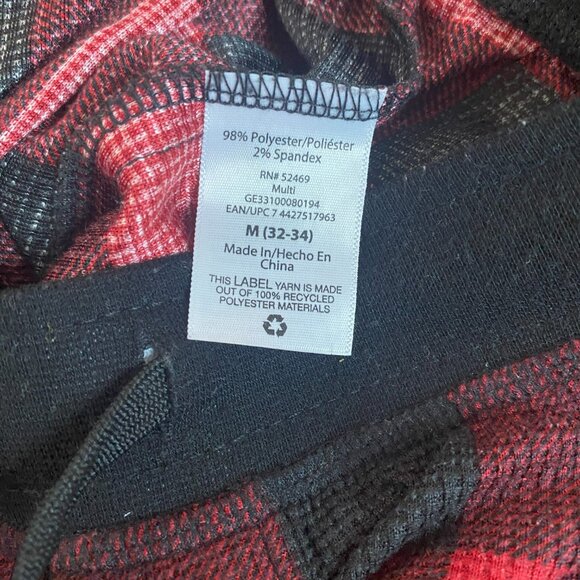 98% Polyester/Poliéster
2% Spandex
RN# 52469
Multi
GE33100080194
EAN/UPC 7 4427517963
M (32-34)
Made In/Hecho En
China
THIS LABEL YARN IS MADE
OUT OF 100% RECYCLED
POLYESTER MATERIALS